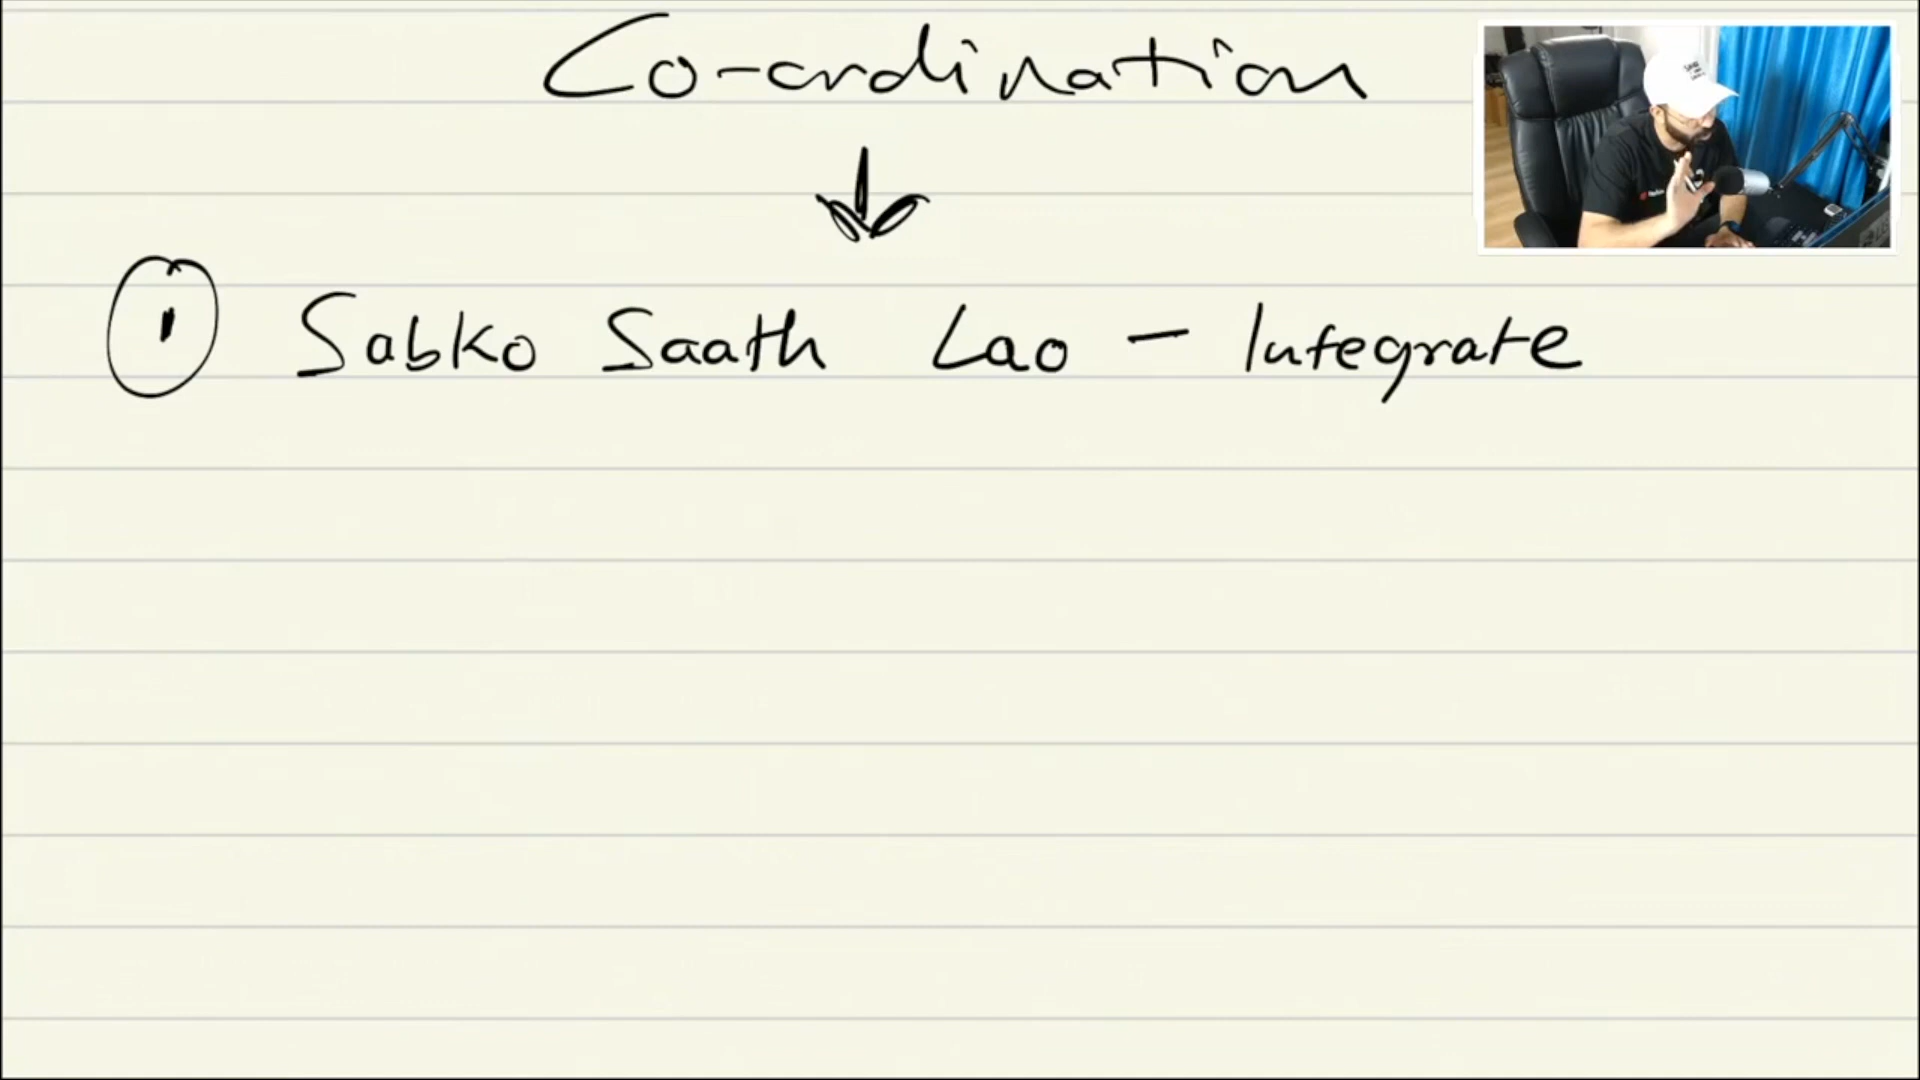 Co-ordination
1 Sabko Saath Lao - Integrate